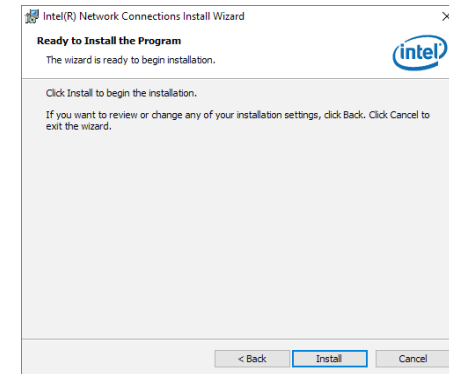 Intel(R) Network Connections Install Wizard
Ready to Install the Program
The wizard is ready to begin installation.
intel
Click Install to begin the installation.
If you want to review or change any of your installation settings, click Back. Click Cancel to
exit the wizard.
< Back Install Cancel